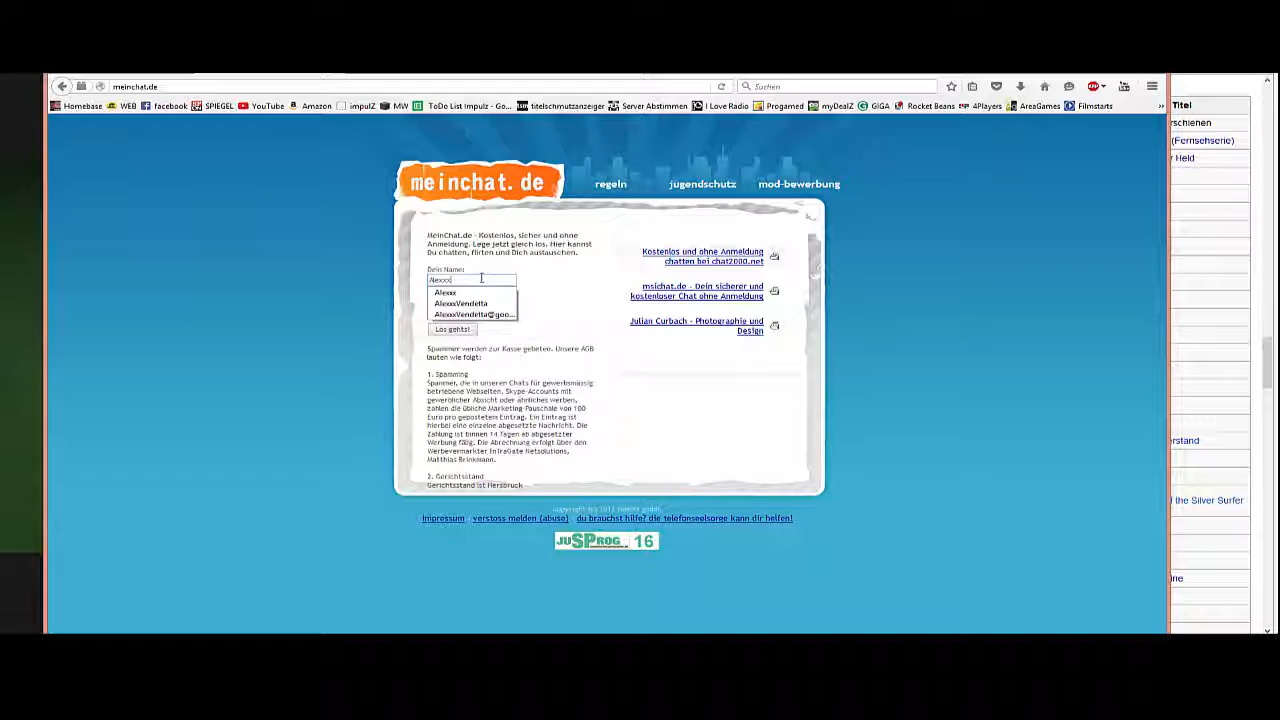 meinchat.de
Suchen
Homebase WEB facebook SPIEGEL YouTube Amazon impulZ MW ToDo List Impulz - Go... titelschmutzanzeiger Server Abstimmen I Love Radio Progamed myDealZ GIGA Rocket Beans 4Players AreaGames Filmstarts »
Titel
rschienen
(Fernsehserie)
r Held
erstand
f the Silver Surfer
ine
meinchat.de
regeln jugendschutz mod-bewerbung
MeinChat.de - Kostenlos, sicher und ohne
Anmeldung. Lege jetzt gleich los. Hier kannst
Du chatten, flirten und Dich austauschen.
Dein Name:
Alexxx
Alexxx
AlexxxVendetta
AlexxxVendetta@goo...
Los gehts!
Spammer werden zur Kasse gebeten. Unsere AGB
lauten wie folgt:
1. Spamming
Spammer, die in unseren Chats für gewerbsmässig
betriebene Webseiten, Skype-Accounts mit
gewerblicher Absicht oder ähnliches werben,
zahlen die übliche Marketing-Pauschale von 100
Euro pro geposteten Eintrag. Ein Eintrag ist
hierbei eine einzelne abgesetzte Nachricht. Die
Zahlung ist binnen 14 Tagen ab abgesetzter
Werbung fällig. Die Abrechnung erfolgt über den
Werbevermarkter InTraGate Netsolutions,
Matthias Brinkmann.
2. Gerichtsstand
Gerichtsstand ist Hersbruck
Kostenlos und ohne Anmeldung
chatten bei chat2000.net
msichat.de - Dein sicherer und
kostenloser Chat ohne Anmeldung
Julian Curbach - Photographie und
Design
impressum verstoss melden (abuse) du brauchst hilfe? die telefonseelsorge kann dir helfen!
JUSPROG 16